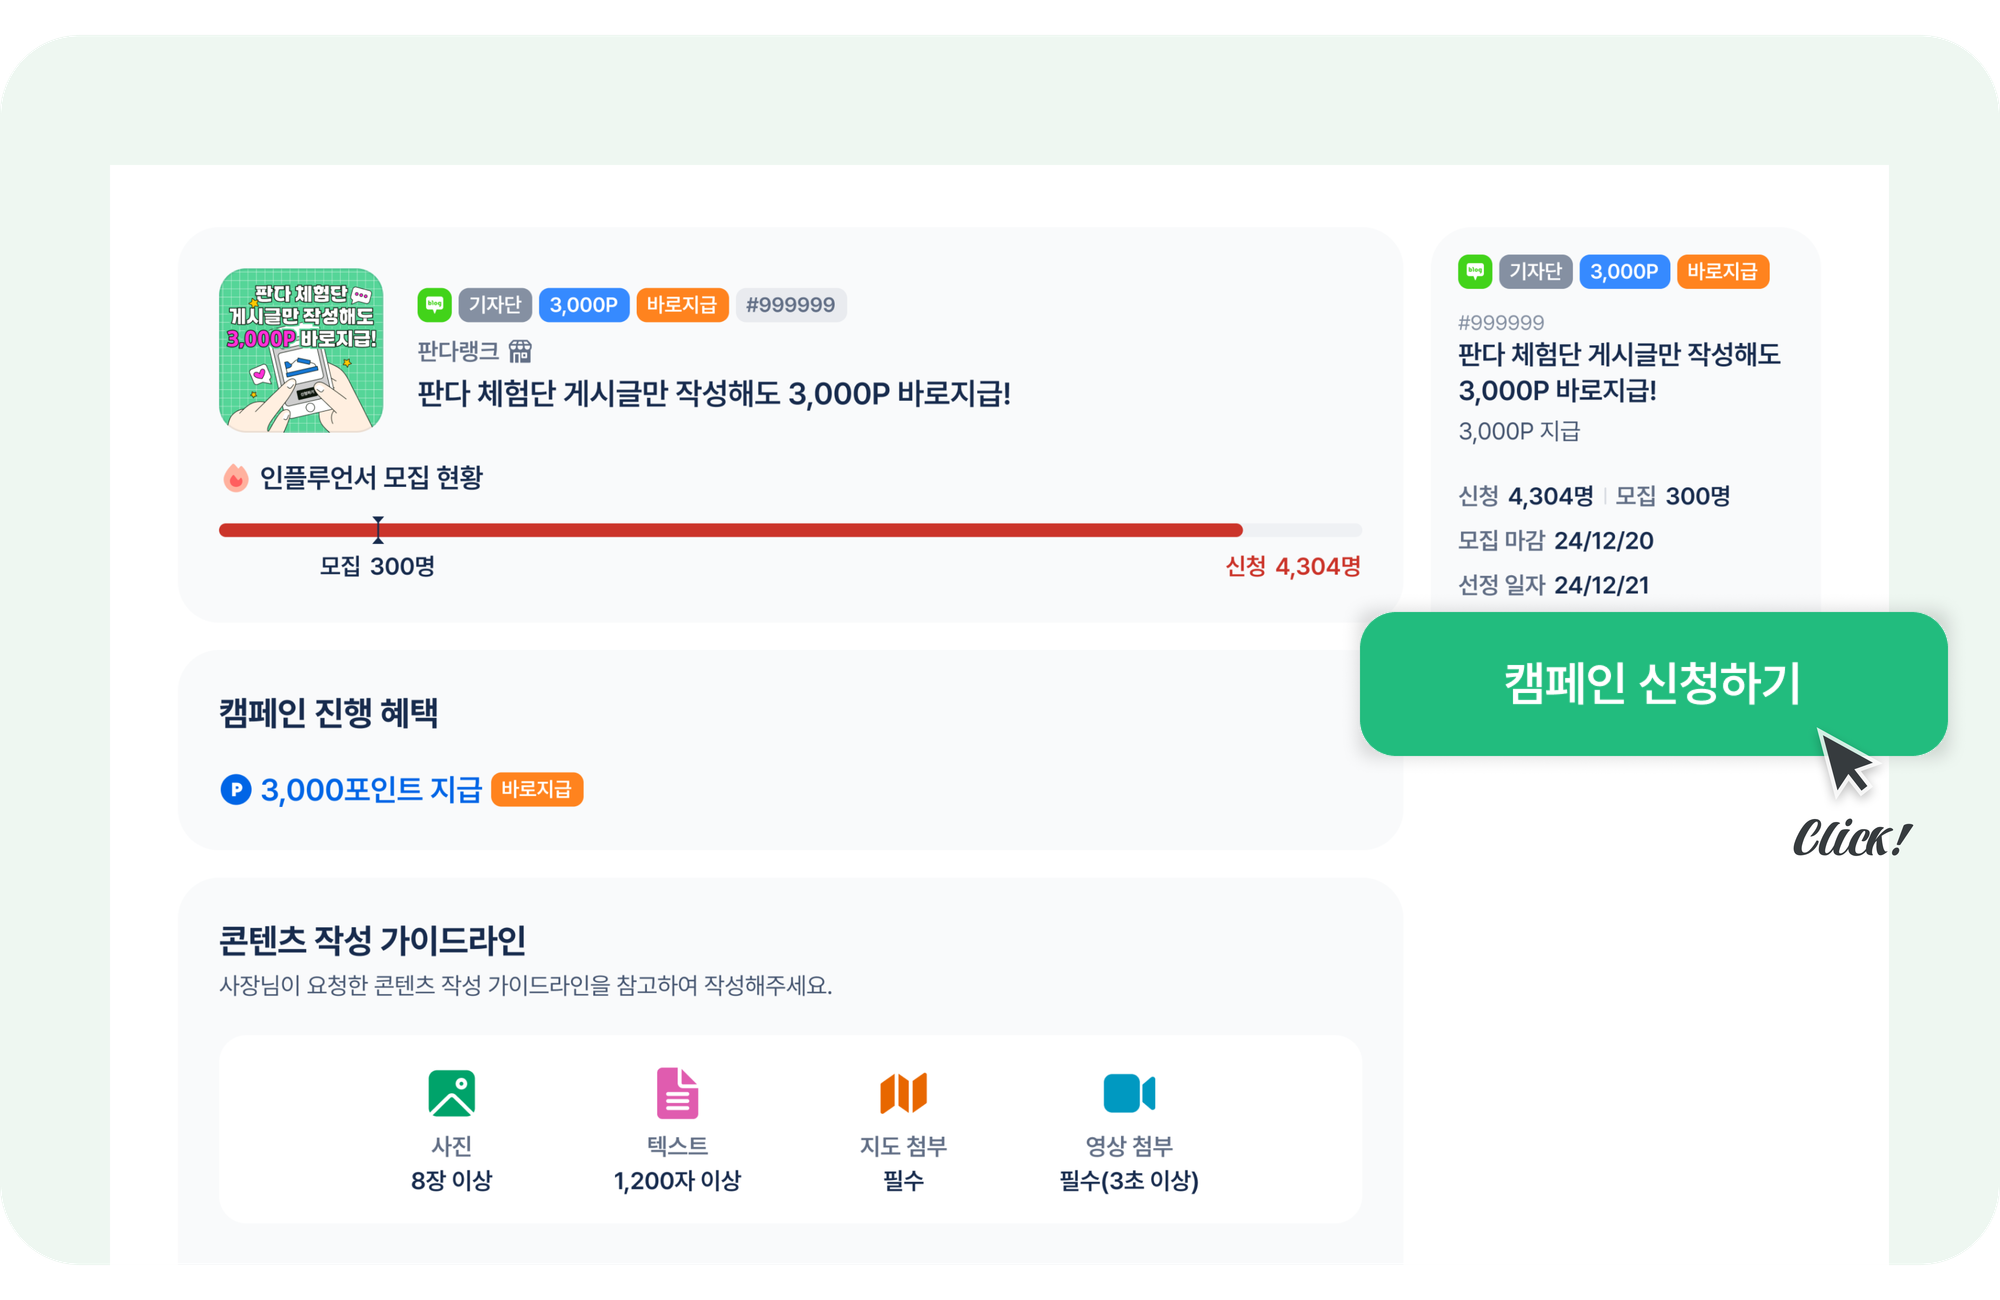 판다 체험단
게시글만 작성해도
3,000P 바로지급!
blog 기자단 3,000P 바로지급 #999999
판다랭크
판다 체험단 게시글만 작성해도 3,000P 바로지급!
인플루언서 모집 현황
모집 300명
신청 4,304명
blog 기자단 3,000P 바로지급
#999999
판다 체험단 게시글만 작성해도
3,000P 바로지급!
3,000P 지급
신청 4,304명 모집 300명
모집 마감 24/12/20
선정 일자 24/12/21
캠페인 신청하기
Click!
캠페인 진행 혜택
P 3,000포인트 지급 바로지급
콘텐츠 작성 가이드라인
사장님이 요청한 콘텐츠 작성 가이드라인을 참고하여 작성해주세요.
사진
8장 이상
텍스트
1,200자 이상
지도 첨부
필수
영상 첨부
필수(3초 이상)